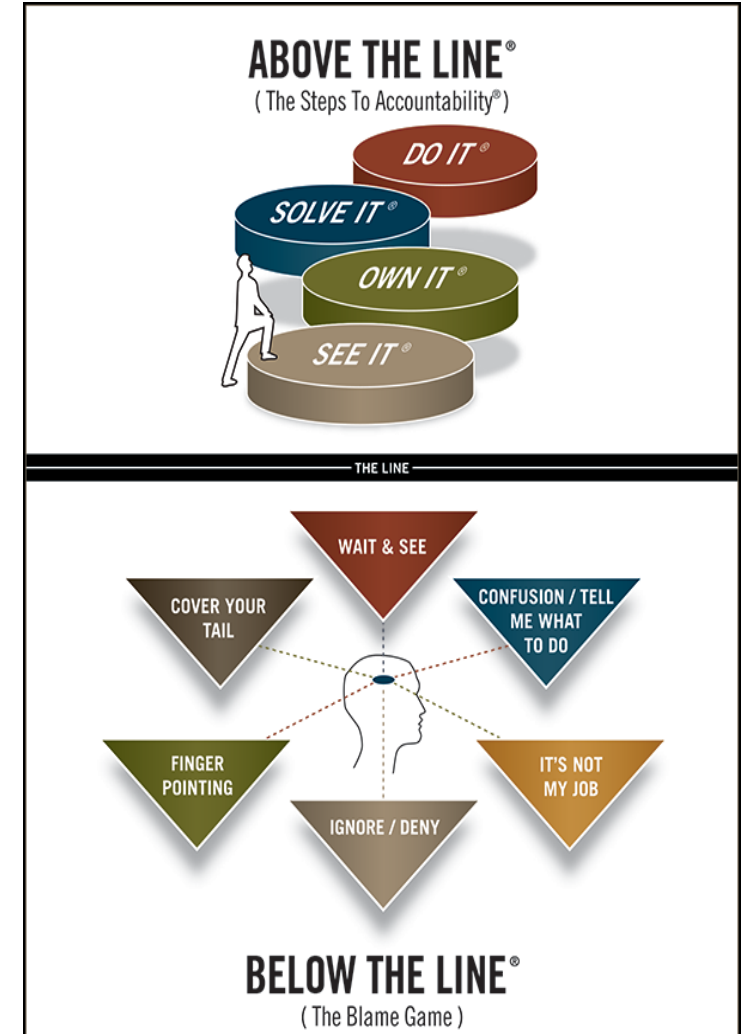 ABOVE THE LINE®
( The Steps To Accountability®)
DO IT ®
SOLVE IT ®
OWN IT ®
SEE IT ®
THE LINE
WAIT & SEE
COVER YOUR
TAIL
CONFUSION / TELL
ME WHAT
TO DO
FINGER
POINTING
IT'S NOT
MY JOB
IGNORE / DENY
BELOW THE LINE®
( The Blame Game )